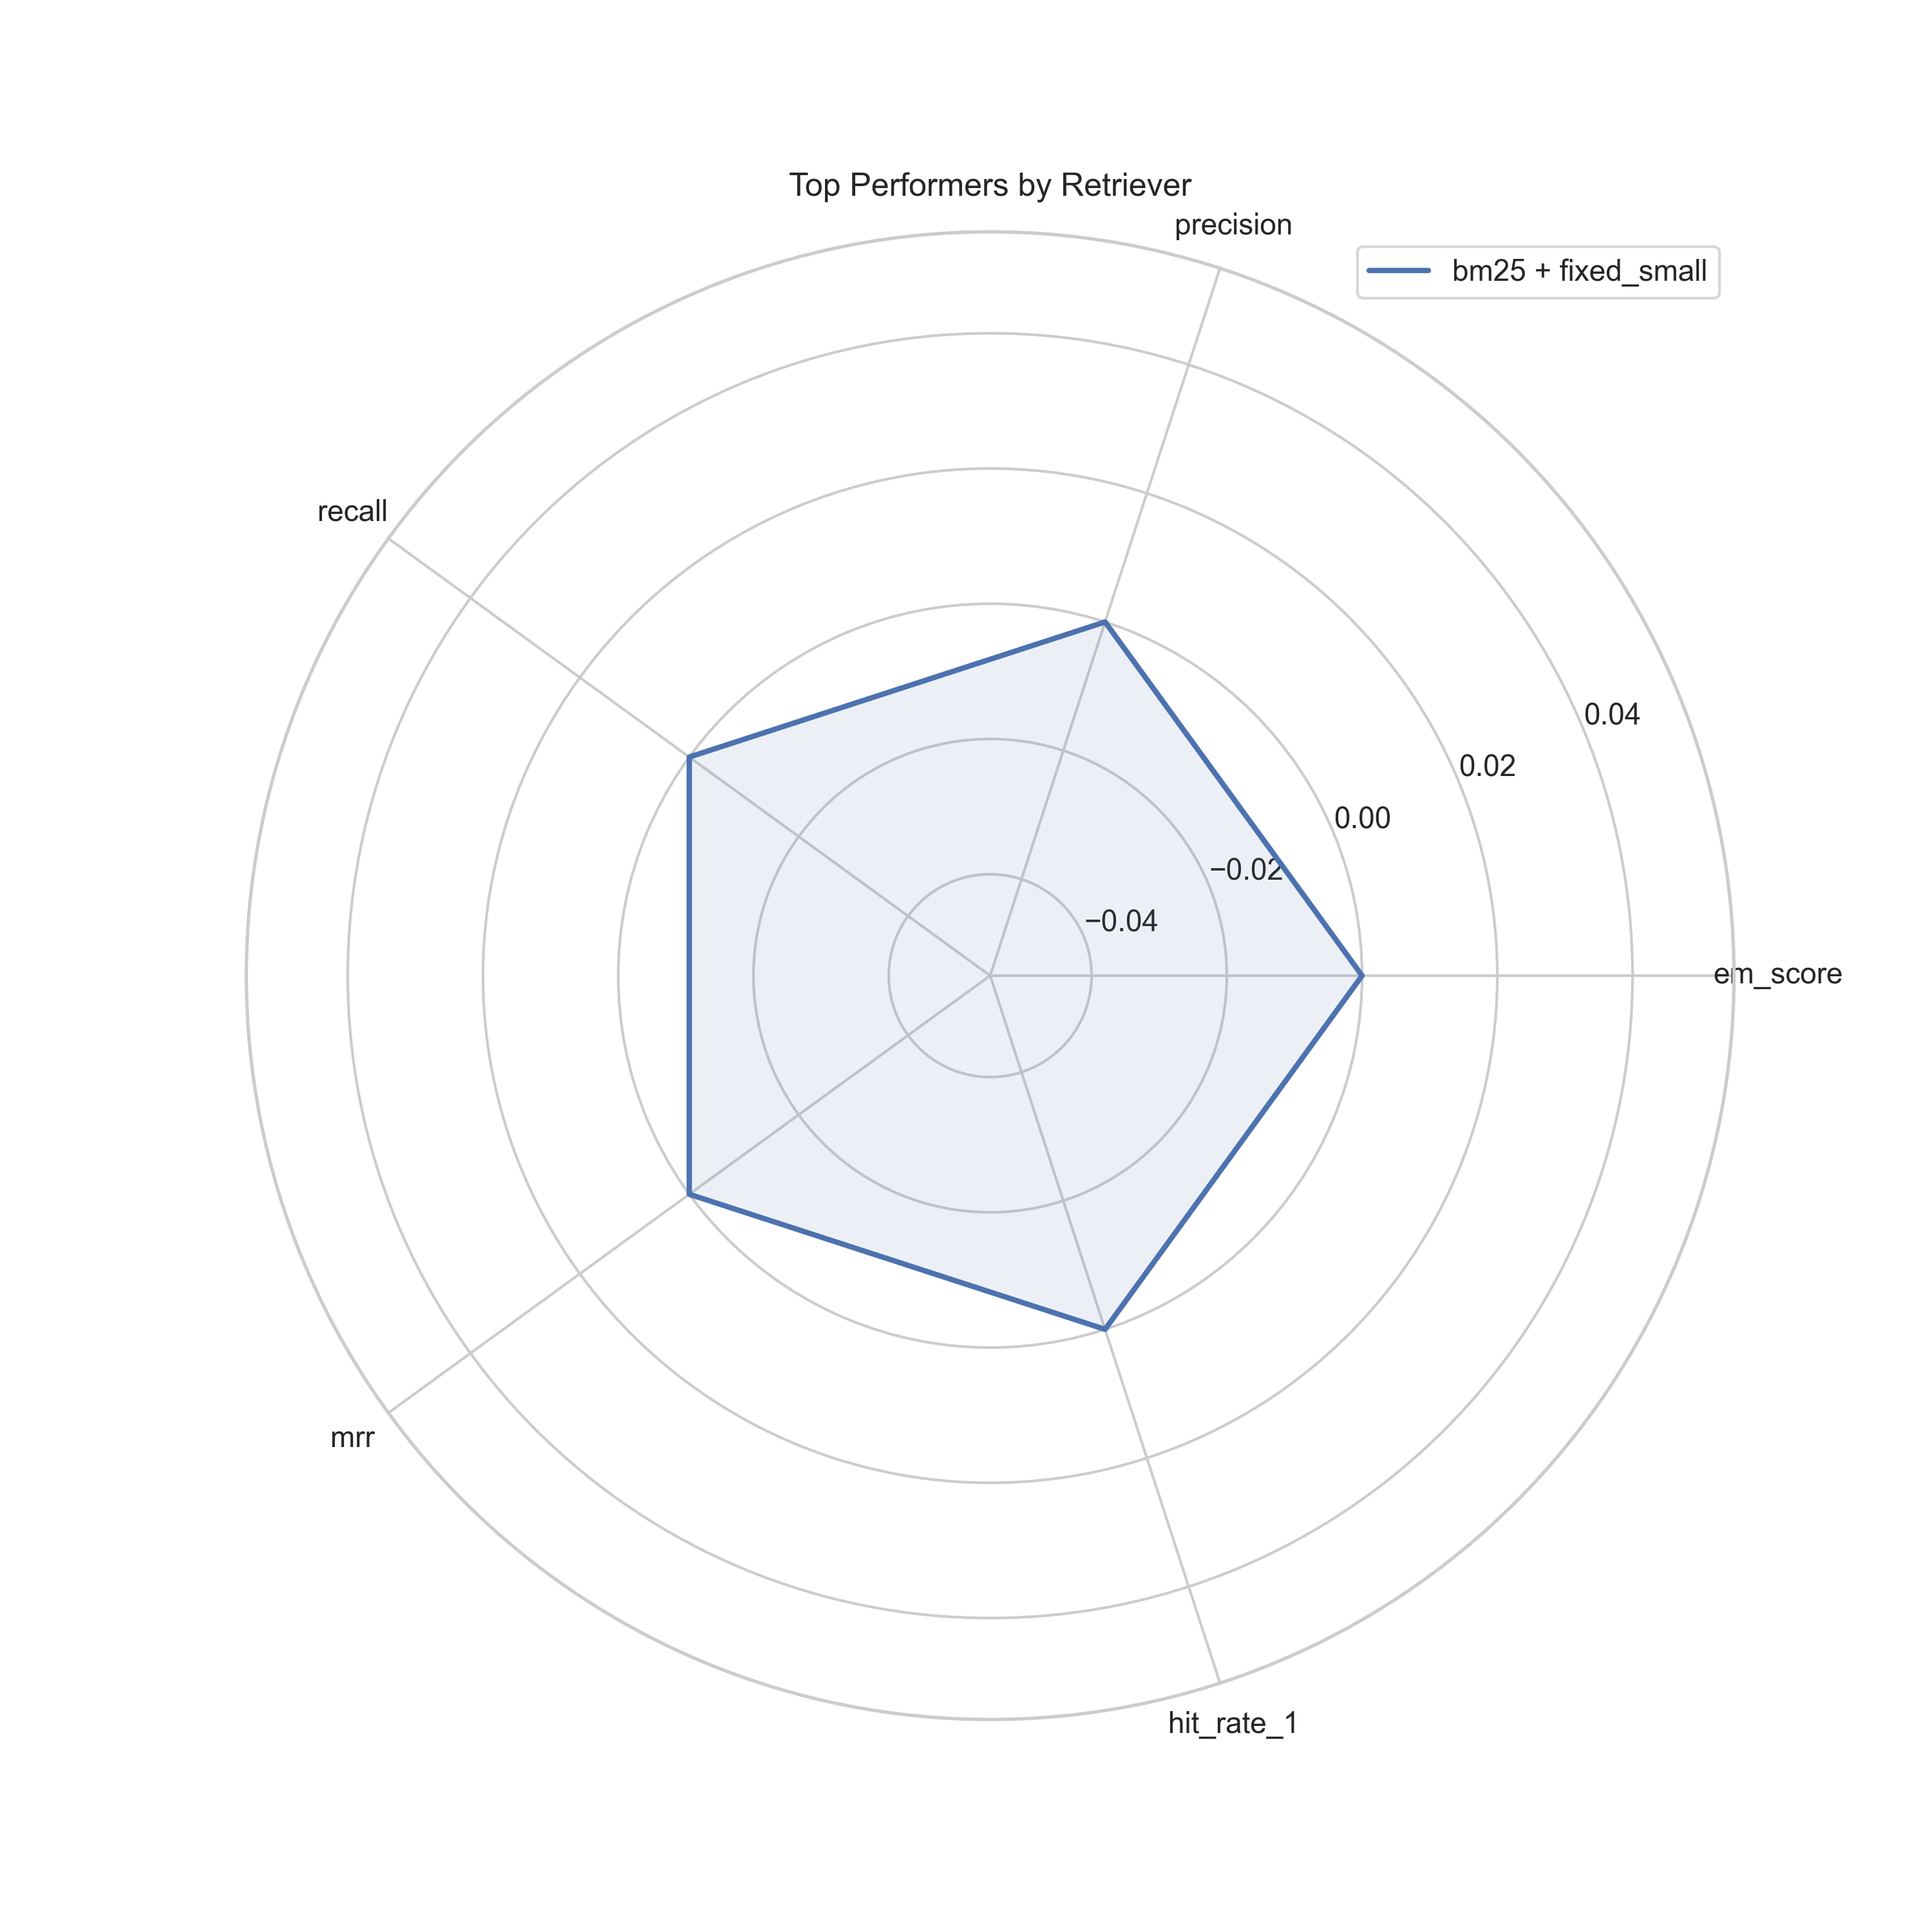 Top Performers by Retriever
precision
bm25 + fixed_small
recall
0.04
0.02
0.00
−0.02
−0.04
em_score
mrr
hit_rate_1